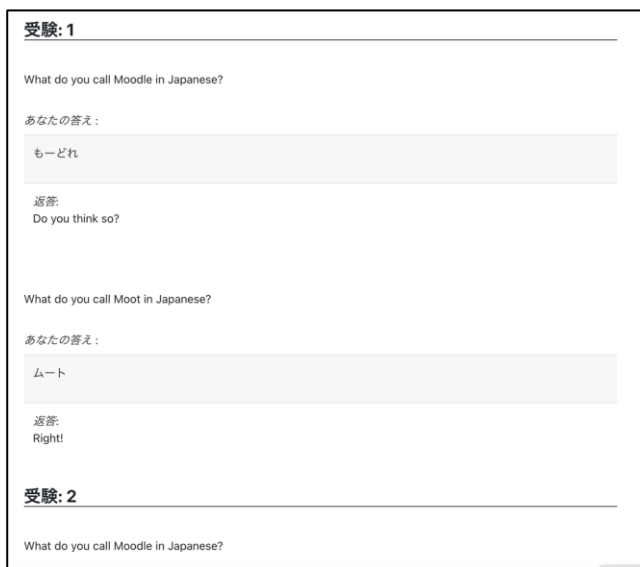 受験: 1
What do you call Moodle in Japanese?
あなたの答え :
もーどれ
返答:
Do you think so?
What do you call Moot in Japanese?
あなたの答え :
ムート
返答:
Right!
受験: 2
What do you call Moodle in Japanese?